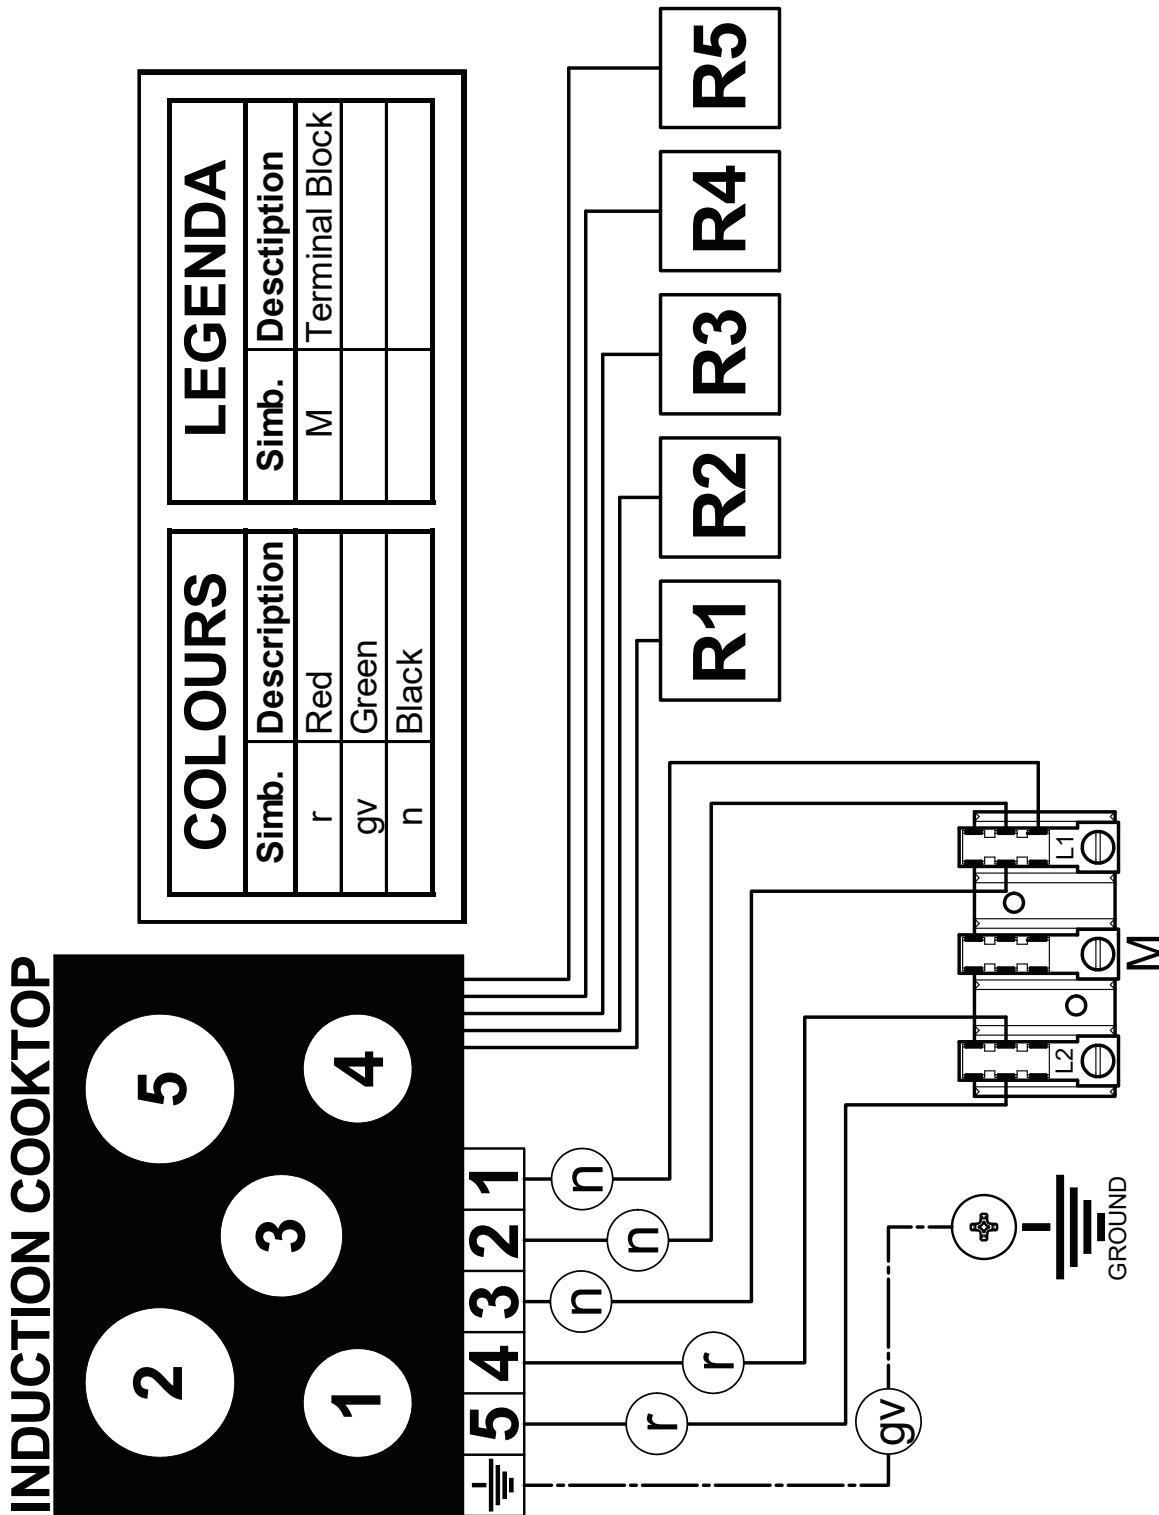 INDUCTION COOKTOP
2
5
3
1
4
5
4
3
2
1
r
r
n
n
n
gv
COLOURS
Simb. Description
r Red
gv Green
n Black
LEGENDA
Simb. Desctiption
M Terminal Block
R1
R2
R3
R4
R5
L2
L1
M
GROUND